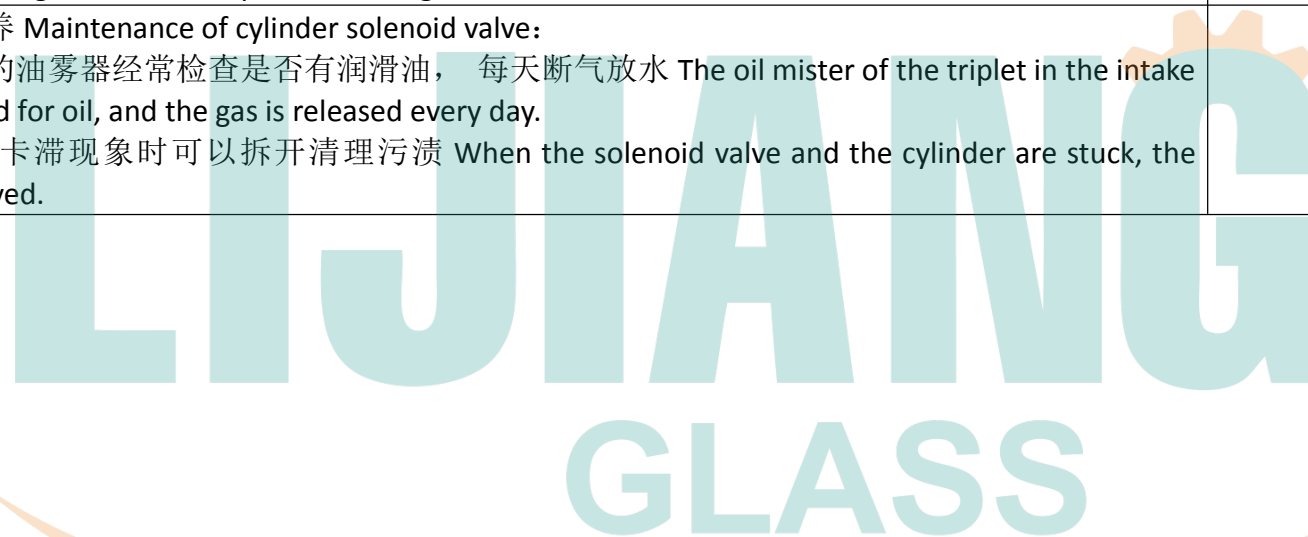 养 Maintenance of cylinder solenoid valve：
的油雾器经常检查是否有润滑油， 每天断气放水 The oil mister of the triplet in the intake
d for oil, and the gas is released every day.
卡滞现象时可以拆开清理污渍 When the solenoid valve and the cylinder are stuck, the
ved.
LIJIANG
GLASS